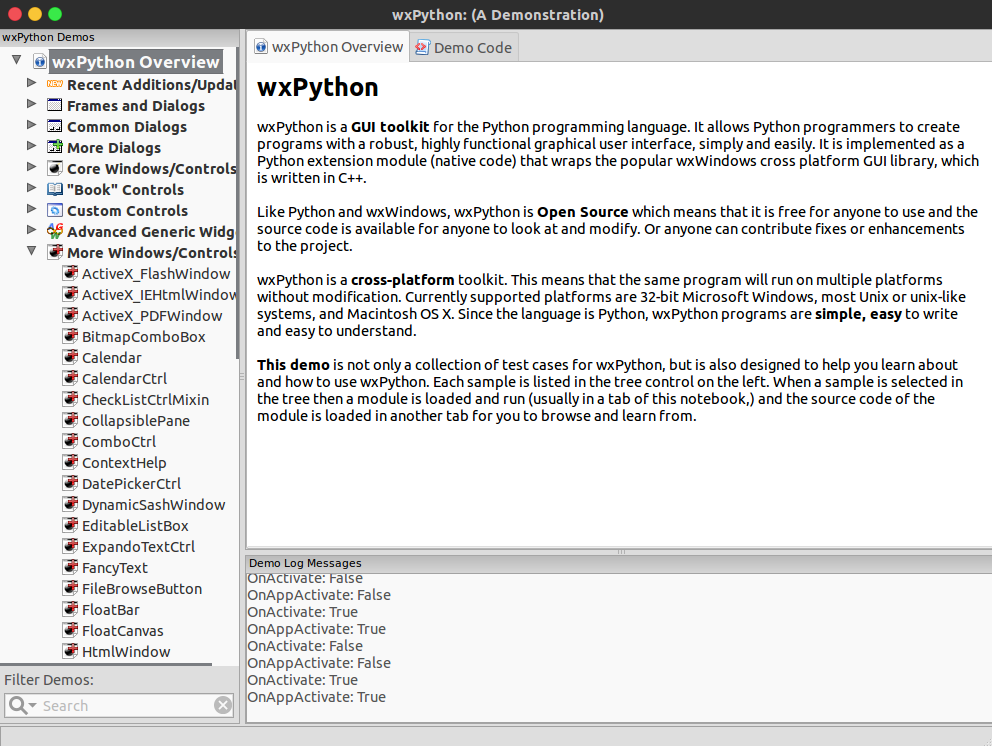 wxPython: (A Demonstration)
wxPython Demos
wxPython Overview
Recent Additions/Updat
Frames and Dialogs
Common Dialogs
More Dialogs
Core Windows/Controls
"Book" Controls
Custom Controls
Advanced Generic Widg
More Windows/Controls
ActiveX_FlashWindow
ActiveX_IEHtmlWindow
ActiveX_PDFWindow
BitmapComboBox
Calendar
CalendarCtrl
CheckListCtrlMixin
CollapsiblePane
ComboCtrl
ContextHelp
DatePickerCtrl
DynamicSashWindow
EditableListBox
ExpandoTextCtrl
FancyText
FileBrowseButton
FloatBar
FloatCanvas
HtmlWindow
Filter Demos:
Search
wxPython Overview
Demo Code
wxPython
wxPython is a GUI toolkit for the Python programming language. It allows Python programmers to create
programs with a robust, highly functional graphical user interface, simply and easily. It is implemented as a
Python extension module (native code) that wraps the popular wxWindows cross platform GUI library, which
is written in C++.
Like Python and wxWindows, wxPython is Open Source which means that it is free for anyone to use and the
source code is available for anyone to look at and modify. Or anyone can contribute fixes or enhancements
to the project.
wxPython is a cross-platform toolkit. This means that the same program will run on multiple platforms
without modification. Currently supported platforms are 32-bit Microsoft Windows, most Unix or unix-like
systems, and Macintosh OS X. Since the language is Python, wxPython programs are simple, easy to write
and easy to understand.
This demo is not only a collection of test cases for wxPython, but is also designed to help you learn about
and how to use wxPython. Each sample is listed in the tree control on the left. When a sample is selected in
the tree then a module is loaded and run (usually in a tab of this notebook,) and the source code of the
module is loaded in another tab for you to browse and learn from.
Demo Log Messages
OnActivate: False
OnAppActivate: False
OnActivate: True
OnAppActivate: True
OnActivate: False
OnAppActivate: False
OnActivate: True
OnAppActivate: True